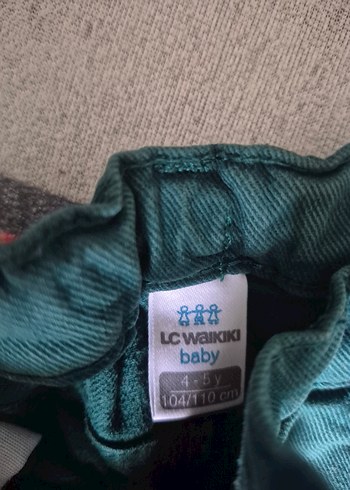 LC WAIKIKI
baby
4 - 5 y
104/110 cm